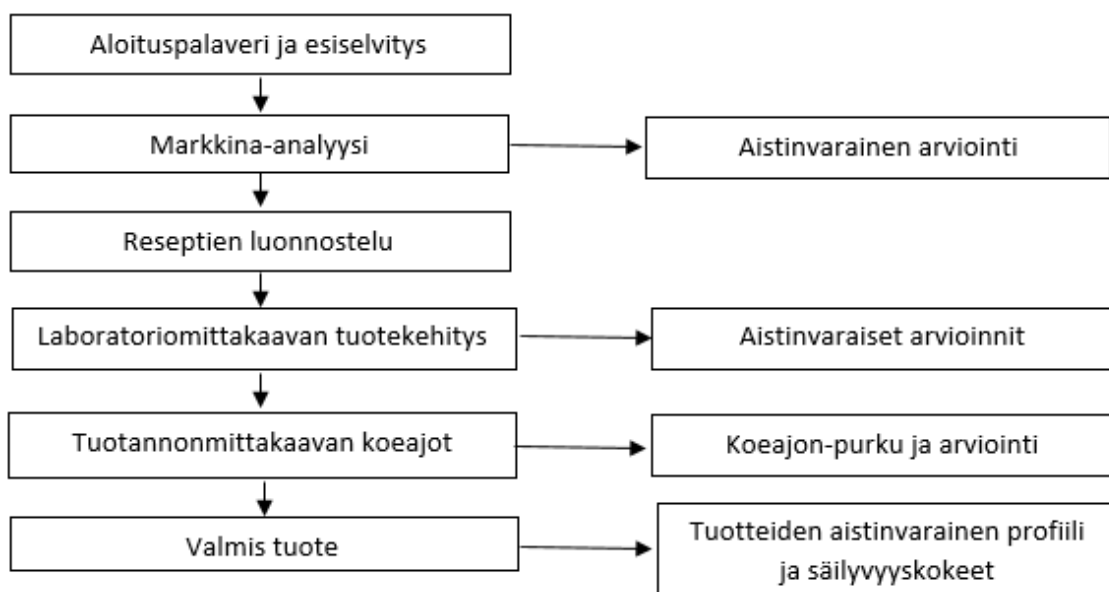 Aloituspalaveri ja esiselvitys
Markkina-analyysi
Aistinvarainen arviointi
Reseptien luonnostelu
Laboratoriomittakaavan tuotekehitys
Aistinvaraiset arvioinnit
Tuotannonmittakaavan koeajot
Koeajon-purku ja arviointi
Valmis tuote
Tuotteiden aistinvarainen profiili
ja säilyvyyskokeet